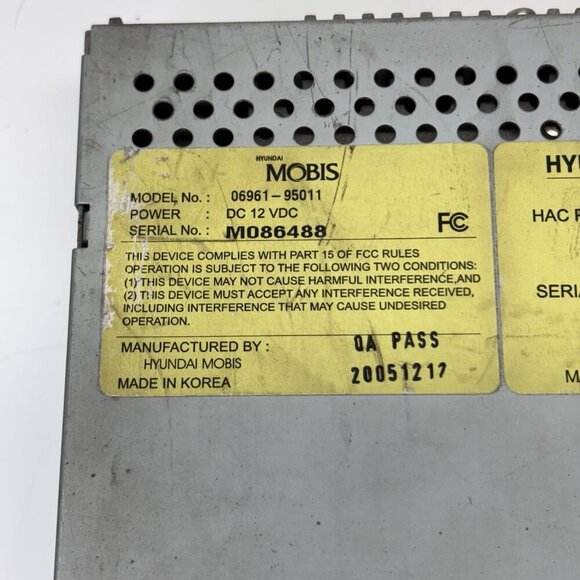 HYUNDAI
MOBIS
MODEL No. : 06961-95011
POWER : DC 12 VDC
SERIAL No. : M086488
FC
THIS DEVICE COMPLIES WITH PART 15 OF FCC RULES
OPERATION IS SUBJECT TO THE FOLLOWING TWO CONDITIONS:
(1) THIS DEVICE MAY NOT CAUSE HARMFUL INTERFERENCE,AND
(2) THIS DEVICE MUST ACCEPT ANY INTERFERENCE RECEIVED,
INCLUDING INTERFERENCE THAT MAY CAUSE UNDESIRED
OPERATION.
MANUFACTURED BY : QA PASS
HYUNDAI MOBIS
20051217
MADE IN KOREA
HYU
HAC P
SERI
MA